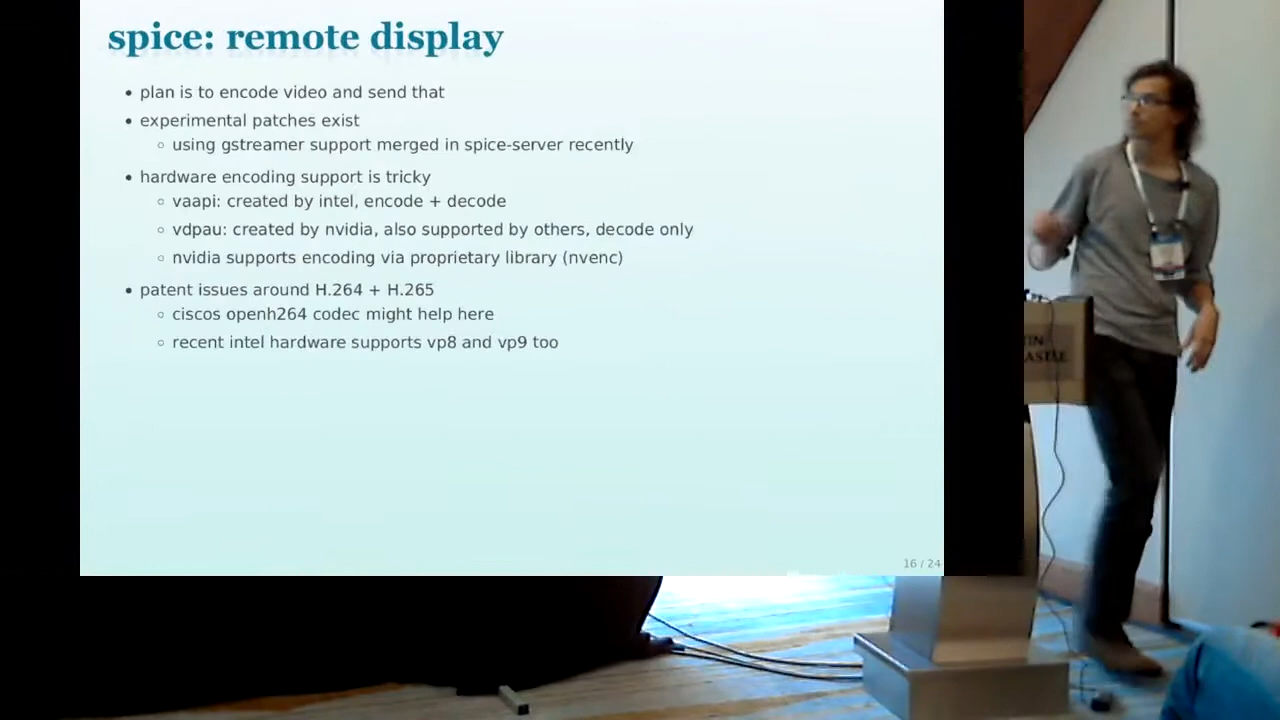 spice: remote display
plan is to encode video and send that
experimental patches exist
using gstreamer support merged in spice-server recently
hardware encoding support is tricky
vaapi: created by intel, encode + decode
vdpau: created by nvidia, also supported by others, decode only
nvidia supports encoding via proprietary library (nvenc)
patent issues around H.264 + H.265
ciscos openh264 codec might help here
recent intel hardware supports vp8 and vp9 too
16 / 24